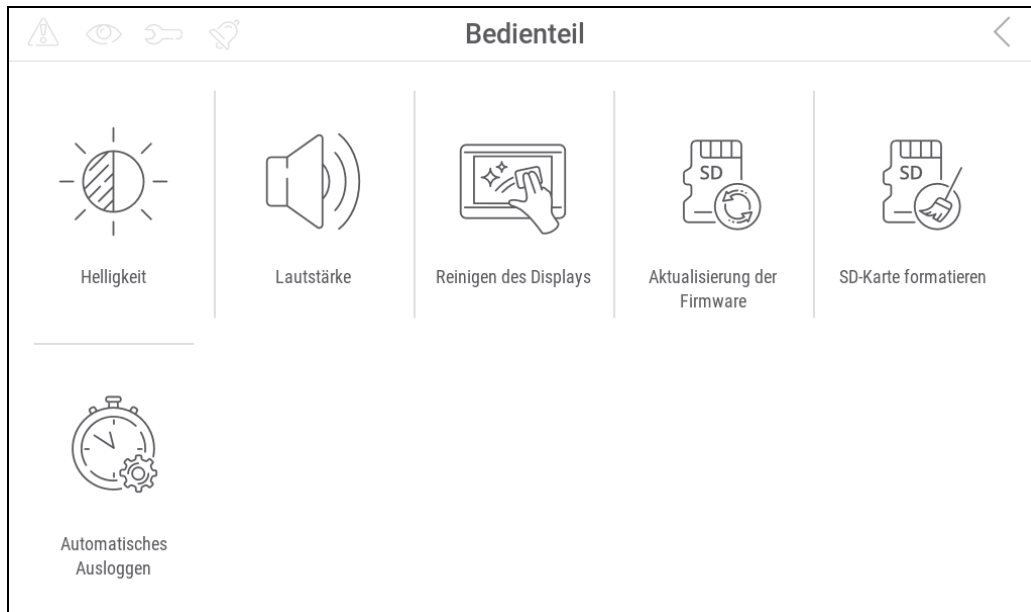 Bedienteil
SD
SD
Helligkeit
Lautstärke
Reinigen des Displays
Aktualisierung der
Firmware
SD-Karte formatieren
Automatisches
Ausloggen